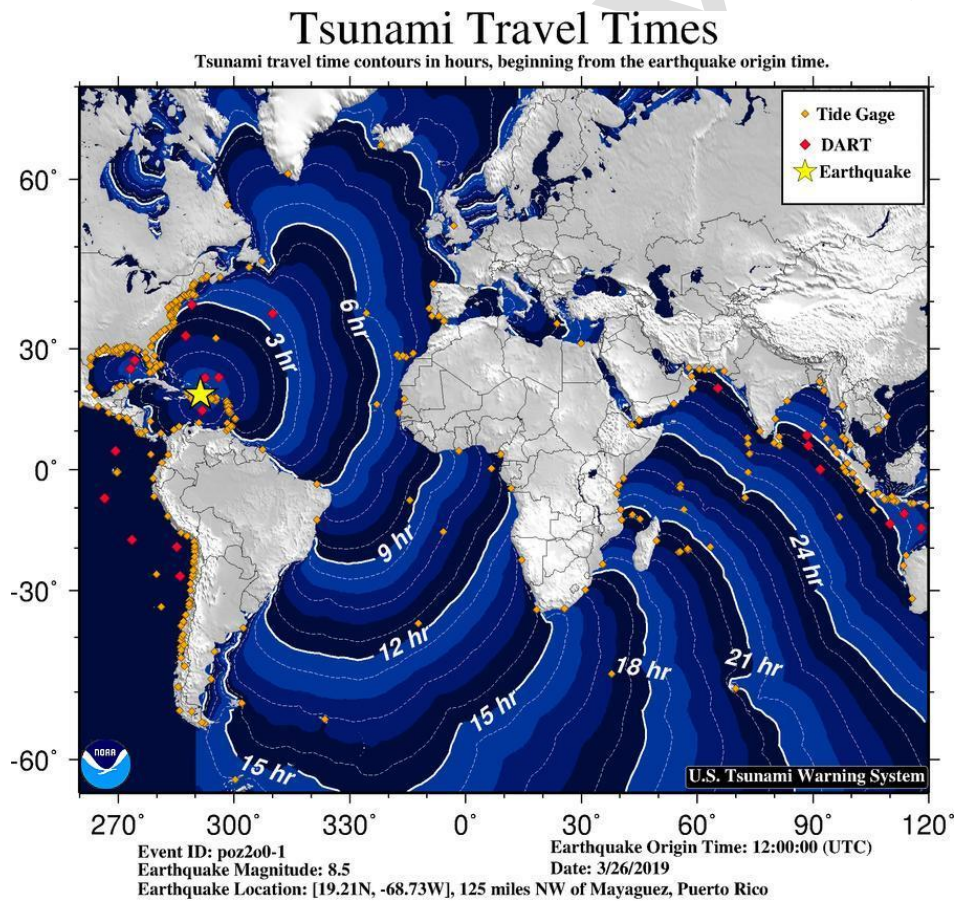 Tsunami Travel Times
Tsunami travel time contours in hours, beginning from the earthquake origin time.
Tide Gage
DART
Earthquake
60°
30°
0°
-30°
-60°
3 hr
6 hr
9 hr
12 hr
15 hr
15 hr
18 hr
21 hr
24 hr
NOAA
U.S. Tsunami Warning System
270° 300° 330° 0° 30° 60° 90° 120°
Event ID: poz2o0-1
Earthquake Magnitude: 8.5
Earthquake Location: [19.21N, -68.73W], 125 miles NW of Mayaguez, Puerto Rico
Earthquake Origin Time: 12:00:00 (UTC)
Date: 3/26/2019